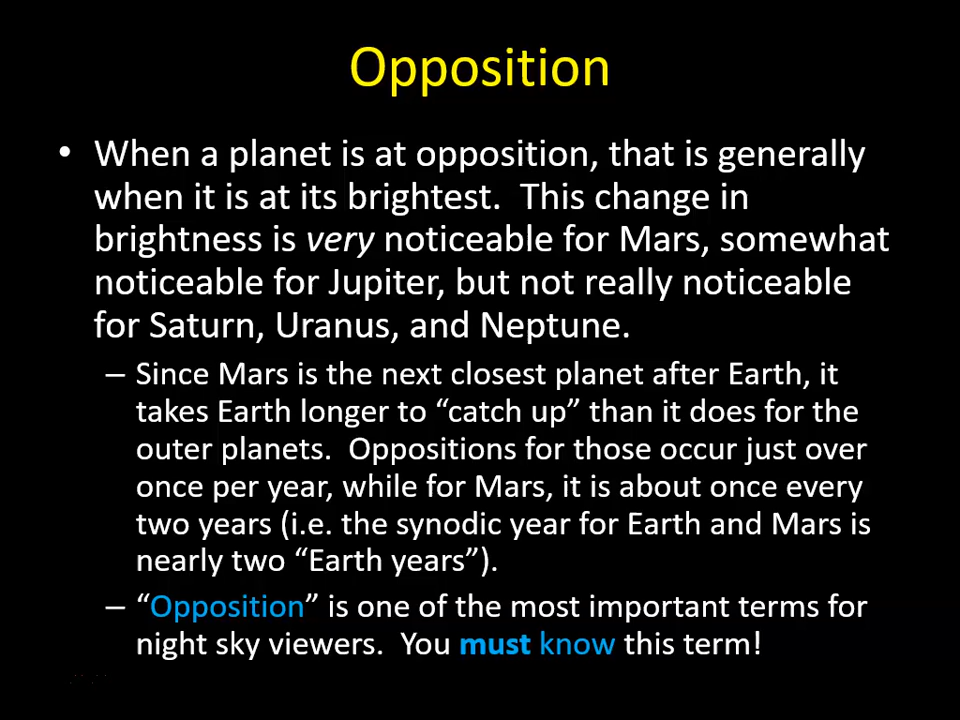 Opposition
• When a planet is at opposition, that is generally
when it is at its brightest.  This change in
brightness is very noticeable for Mars, somewhat
noticeable for Jupiter, but not really noticeable
for Saturn, Uranus, and Neptune.
– Since Mars is the next closest planet after Earth, it
takes Earth longer to “catch up” than it does for the
outer planets.  Oppositions for those occur just over
once per year, while for Mars, it is about once every
two years (i.e. the synodic year for Earth and Mars is
nearly two “Earth years”).
– “Opposition” is one of the most important terms for
night sky viewers.  You must know this term!